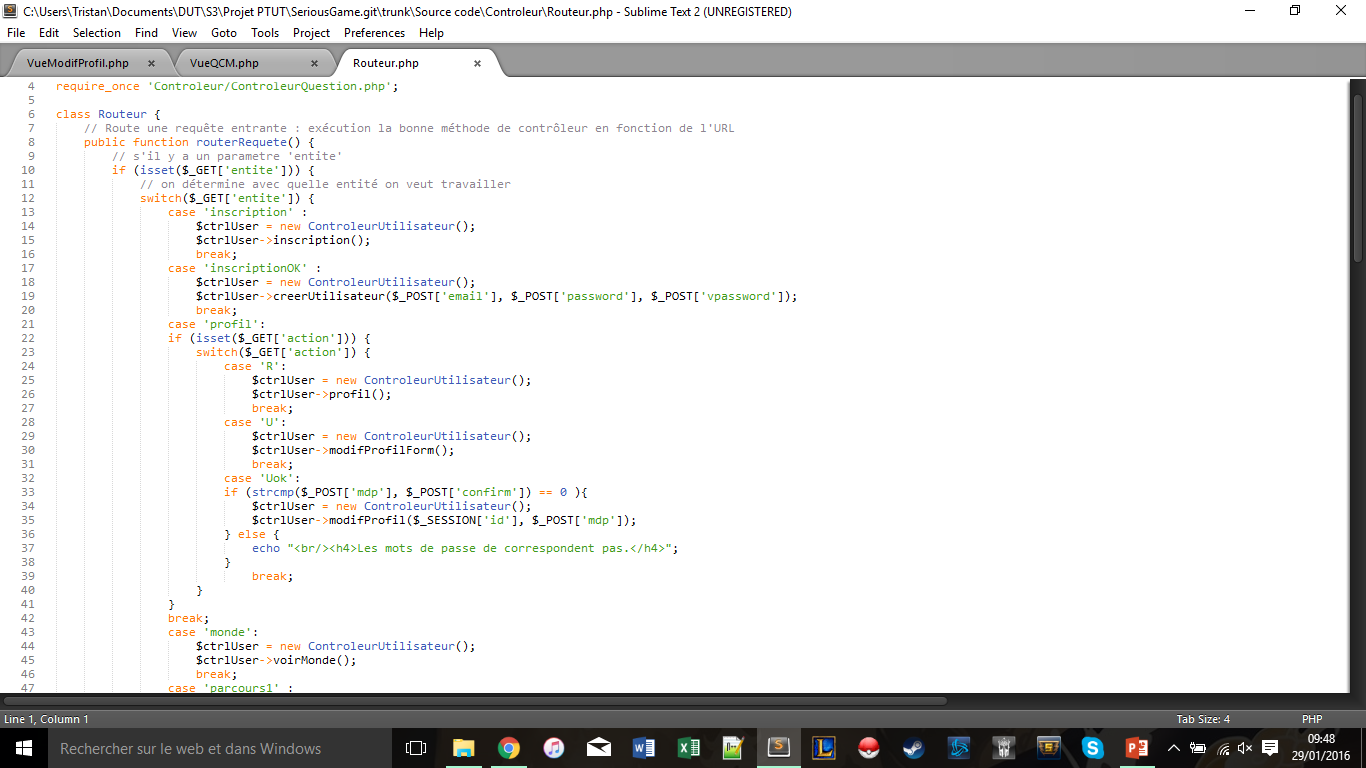 C:\Users\Tristan\Documents\DUT\S3\Projet PTUT\SeriousGame.git\trunk\Source code\Controleur\Routeur.php - Sublime Text 2 (UNREGISTERED)
File Edit Selection Find View Goto Tools Project Preferences Help
VueModifProfil.php × VueQCM.php × Routeur.php ×
4 require_once 'Controleur/ControleurQuestion.php';
5
6 class Routeur {
7 // Route une requête entrante : exécution la bonne méthode de contrôleur en fonction de l'URL
8 public function routerRequete() {
9 // s'il y a un parametre 'entite'
10 if (isset($_GET['entite'])) {
11 // on détermine avec quelle entité on veut travailler
12 switch($_GET['entite']) {
13 case 'inscription' :
14 $ctrlUser = new ControleurUtilisateur();
15 $ctrlUser->inscription();
16 break;
17 case 'inscriptionOK' :
18 $ctrlUser = new ControleurUtilisateur();
19 $ctrlUser->creerUtilisateur($_POST['email'], $_POST['password'], $_POST['vpassword']);
20 break;
21 case 'profil':
22 if (isset($_GET['action'])) {
23 switch($_GET['action']) {
24 case 'R':
25 $ctrlUser = new ControleurUtilisateur();
26 $ctrlUser->profil();
27 break;
28 case 'U':
29 $ctrlUser = new ControleurUtilisateur();
30 $ctrlUser->modifProfilForm();
31 break;
32 case 'Uok':
33 if (strcmp($_POST['mdp'], $_POST['confirm']) == 0 ){
34 $ctrlUser = new ControleurUtilisateur();
35 $ctrlUser->modifProfil($_SESSION['id'], $_POST['mdp']);
36 } else {
37 echo "<br/><h4>Les mots de passe de correspondent pas.</h4>";
38 }
39 break;
40 }
41 }
42 break;
43 case 'monde':
44 $ctrlUser = new ControleurUtilisateur();
45 $ctrlUser->voirMonde();
46 break;
47 case 'parcours1' :
Line 1, Column 1 Tab Size: 4 PHP
Rechercher sur le web et dans Windows
09:48
29/01/2016